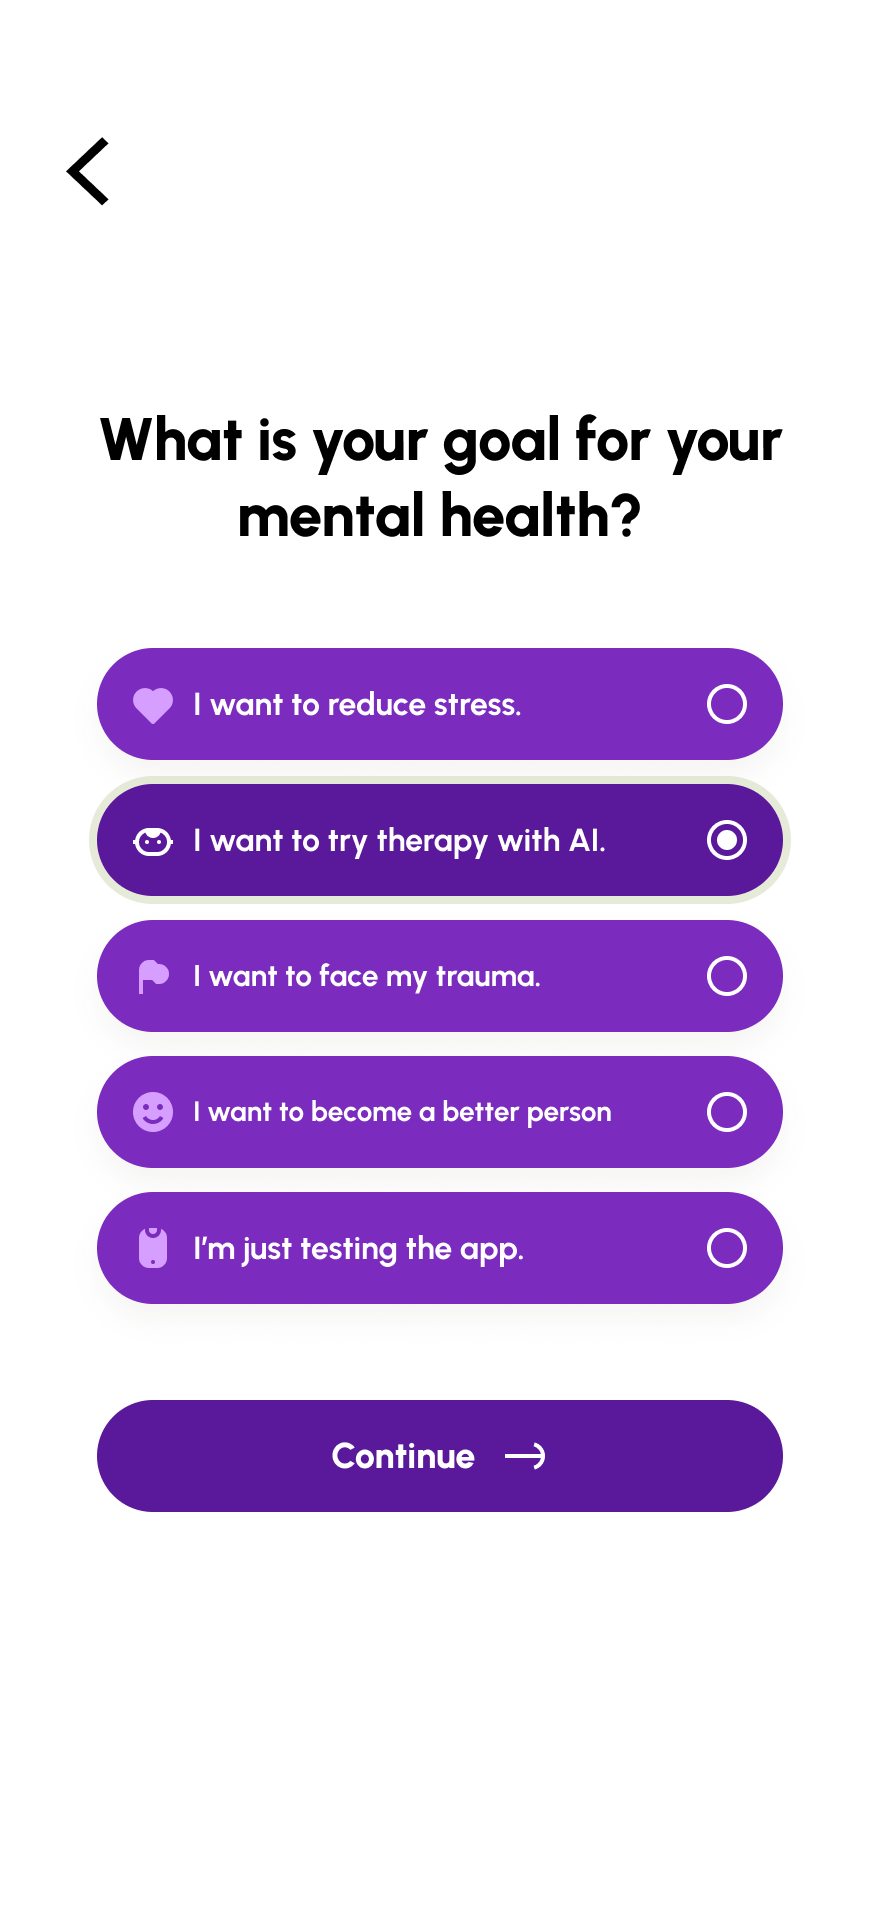 What is your goal for your
mental health?
I want to reduce stress.
I want to try therapy with AI.
I want to face my trauma.
I want to become a better person
I’m just testing the app.
Continue